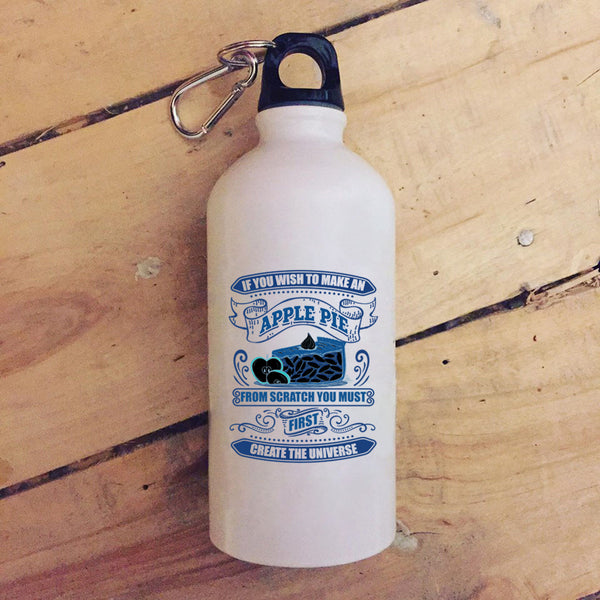 IF YOU WISH TO MAKE AN
APPLE PIE
FROM SCRATCH YOU MUST
FIRST
CREATE THE UNIVERSE